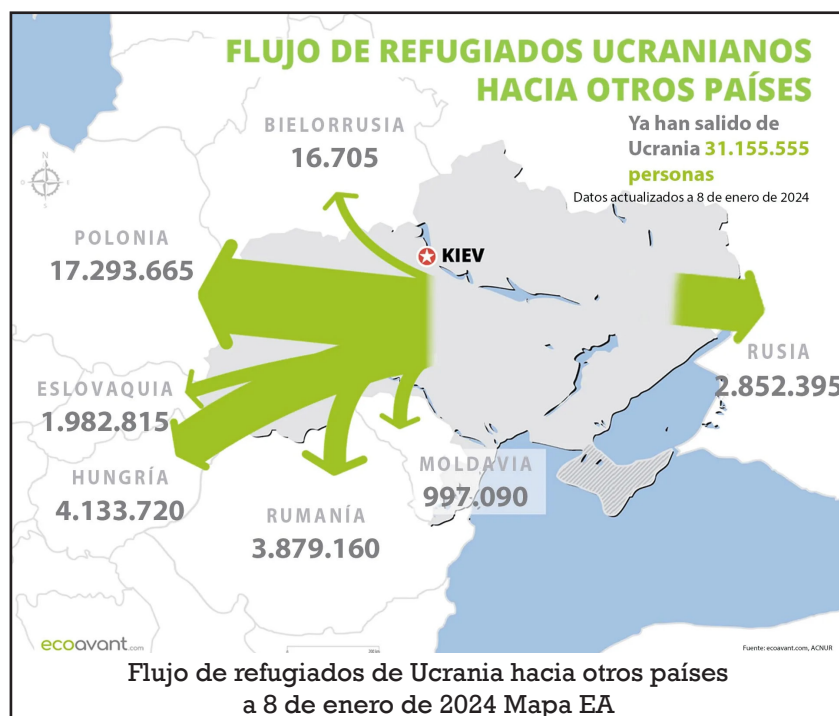 FLUJO DE REFUGIADOS UCRANIANOS
HACIA OTROS PAÍSES
Ya han salido de
Ucrania 31.155.555
personas
Datos actualizados a 8 de enero de 2024
BIELORRUSIA
16.705
N
E
S
O
POLONIA
17.293.665
KIEV
RUSIA
2.852.395
ESLOVAQUIA
1.982.815
HUNGRÍA
4.133.720
MOLDAVIA
997.090
RUMANÍA
3.879.160
ecoavant.com
Fuente: ecoavant.com, ACNUR
Flujo de refugiados de Ucrania hacia otros países
a 8 de enero de 2024 Mapa EA